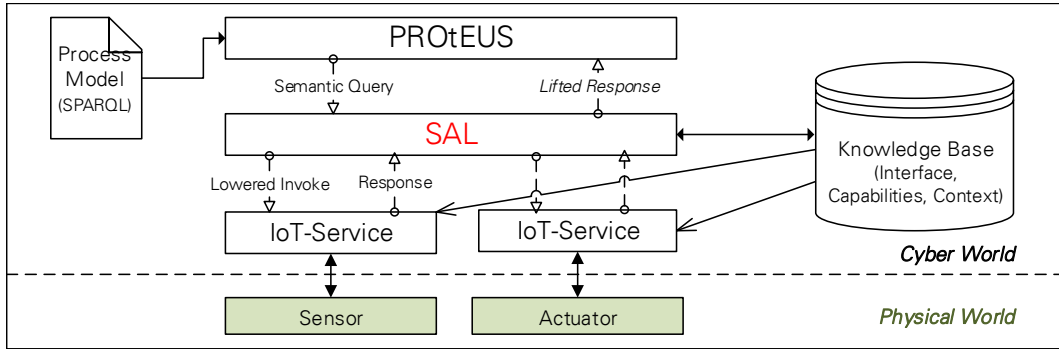 PROtEUS
Process
Model
(SPARQL)
Semantic Query
Lifted Response
SAL
Knowledge Base
(Interface,
Capabilities, Context)
Lowered Invoke
Response
IoT-Service
IoT-Service
Cyber World
Sensor
Actuator
Physical World